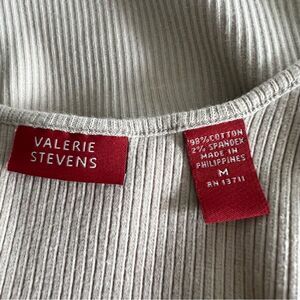 VALERIE
STEVENS
98% COTTON
2% SPANDEX
MADE IN
PHILIPPINES
M
RN 13711